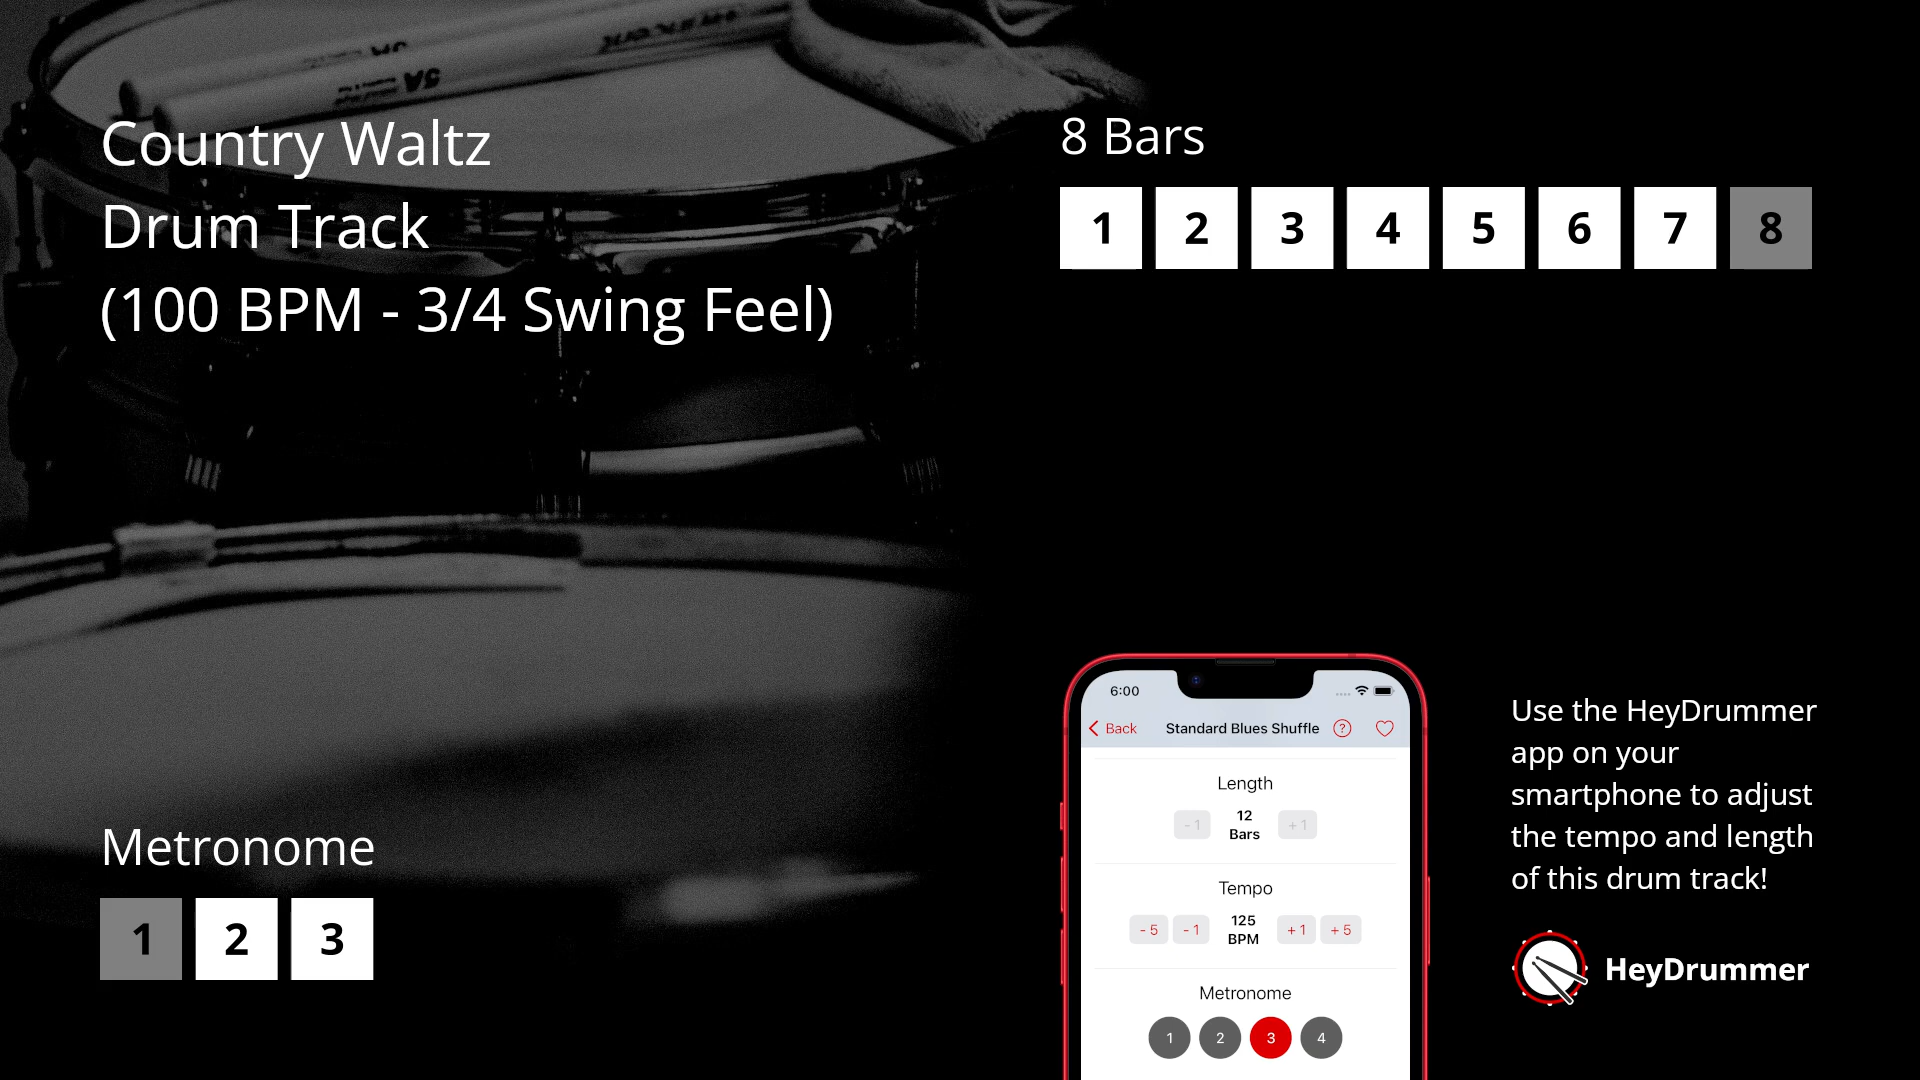 5A
Country Waltz
Drum Track
(100 BPM - 3/4 Swing Feel)
8 Bars
1 2 3 4 5 6 7 8
Metronome
1 2 3
6:00
Back Standard Blues Shuffle ?
Length
- 1 12 + 1
Bars
Tempo
- 5 - 1 125 + 1 + 5
BPM
Metronome
1 2 3 4
Use the HeyDrummer
app on your
smartphone to adjust
the tempo and length
of this drum track!
HeyDrummer